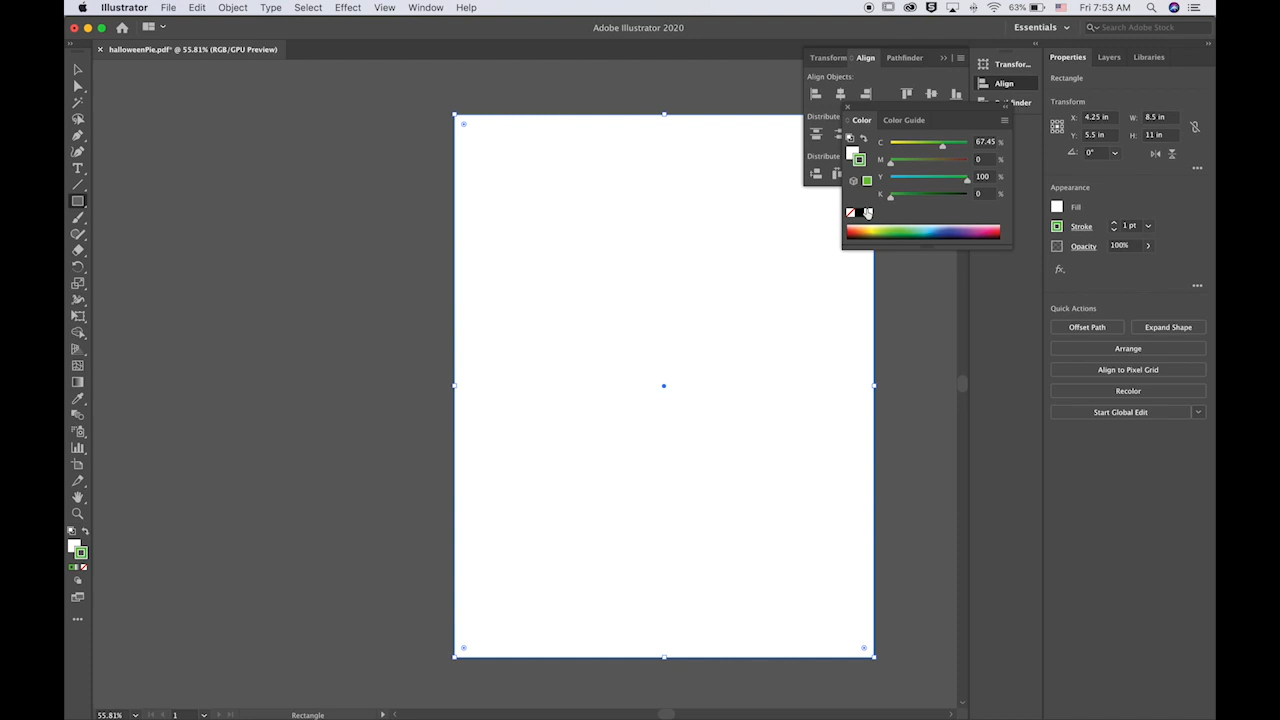 Illustrator File Edit Object Type Select Effect View Window Help 63% Fri 7:53 AM
Adobe Illustrator 2020 Essentials Search Adobe Stock
× halloweenPie.pdf* @ 55.81% (RGB/GPU Preview)
Transform Align Pathfinder
Align Objects:
Distribute
Distribute
Transfor...
Align
Pathfinder
Color Color Guide
C 67.45 %
M 0 %
Y 100 %
K 0 %
Properties Layers Libraries
Rectangle
Transform
X: 4.25 in W: 8.5 in
Y: 5.5 in H: 11 in
0°
Appearance
Fill
Stroke 1 pt
Opacity 100%
fx.
Quick Actions
Offset Path Expand Shape
Arrange
Align to Pixel Grid
Recolor
Start Global Edit
55.81% 1 Rectangle